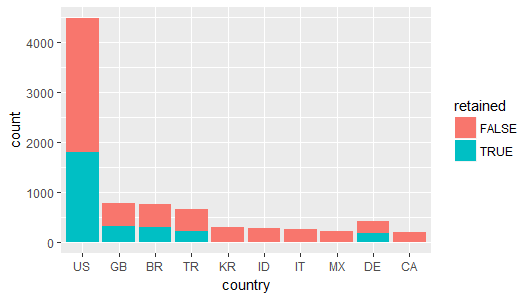 4000
3000
2000
1000
0
count
US GB BR TR KR ID IT MX DE CA
country
retained
FALSE
TRUE